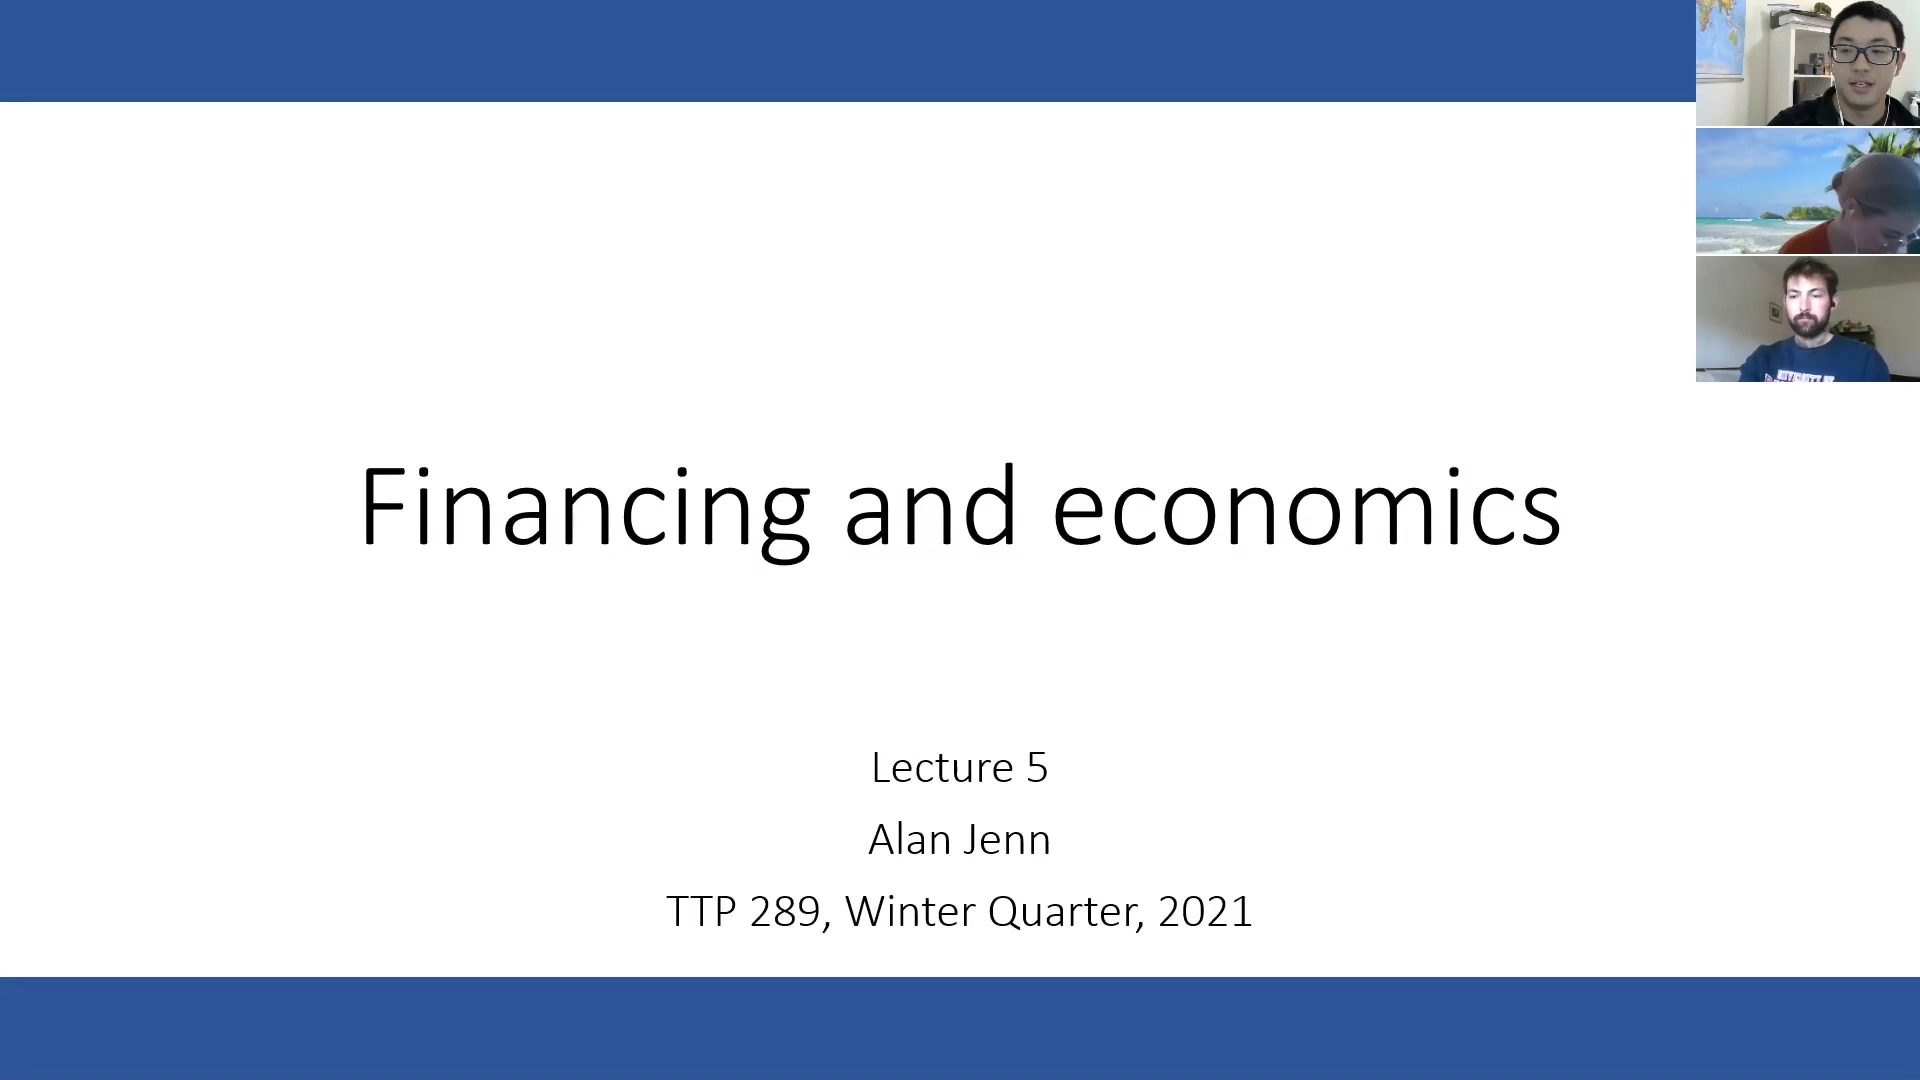 Financing and economics
Lecture 5
Alan Jenn
TTP 289, Winter Quarter, 2021